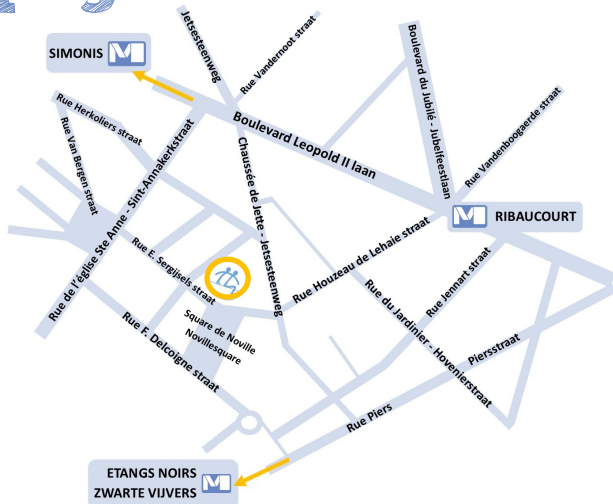 SIMONIS M
Jetsesteenweg
Rue Vandernoot straat
Boulevard du Jubilé - Jubelfeestlaan
Rue Vandenboogaerde straat
Rue Herkoliers straat
Rue Van Bergen straat
Boulevard Leopold II laan
Rue de l'église Ste Anne - Sint-Annakerkstraat
Chaussée de Jette - Jetsesteenweg
M RIBAUCOURT
Rue E. Sergijsels straat
Rue Houzeau de Lehaie straat
Rue Jennart straat
Square de Noville
Novillesquare
Rue du Jardinier - Hovenierstraat
Rue F. Delcoigne straat
Piersstraat
Rue Piers
ETANGS NOIRS
ZWARTE VIJVERS M